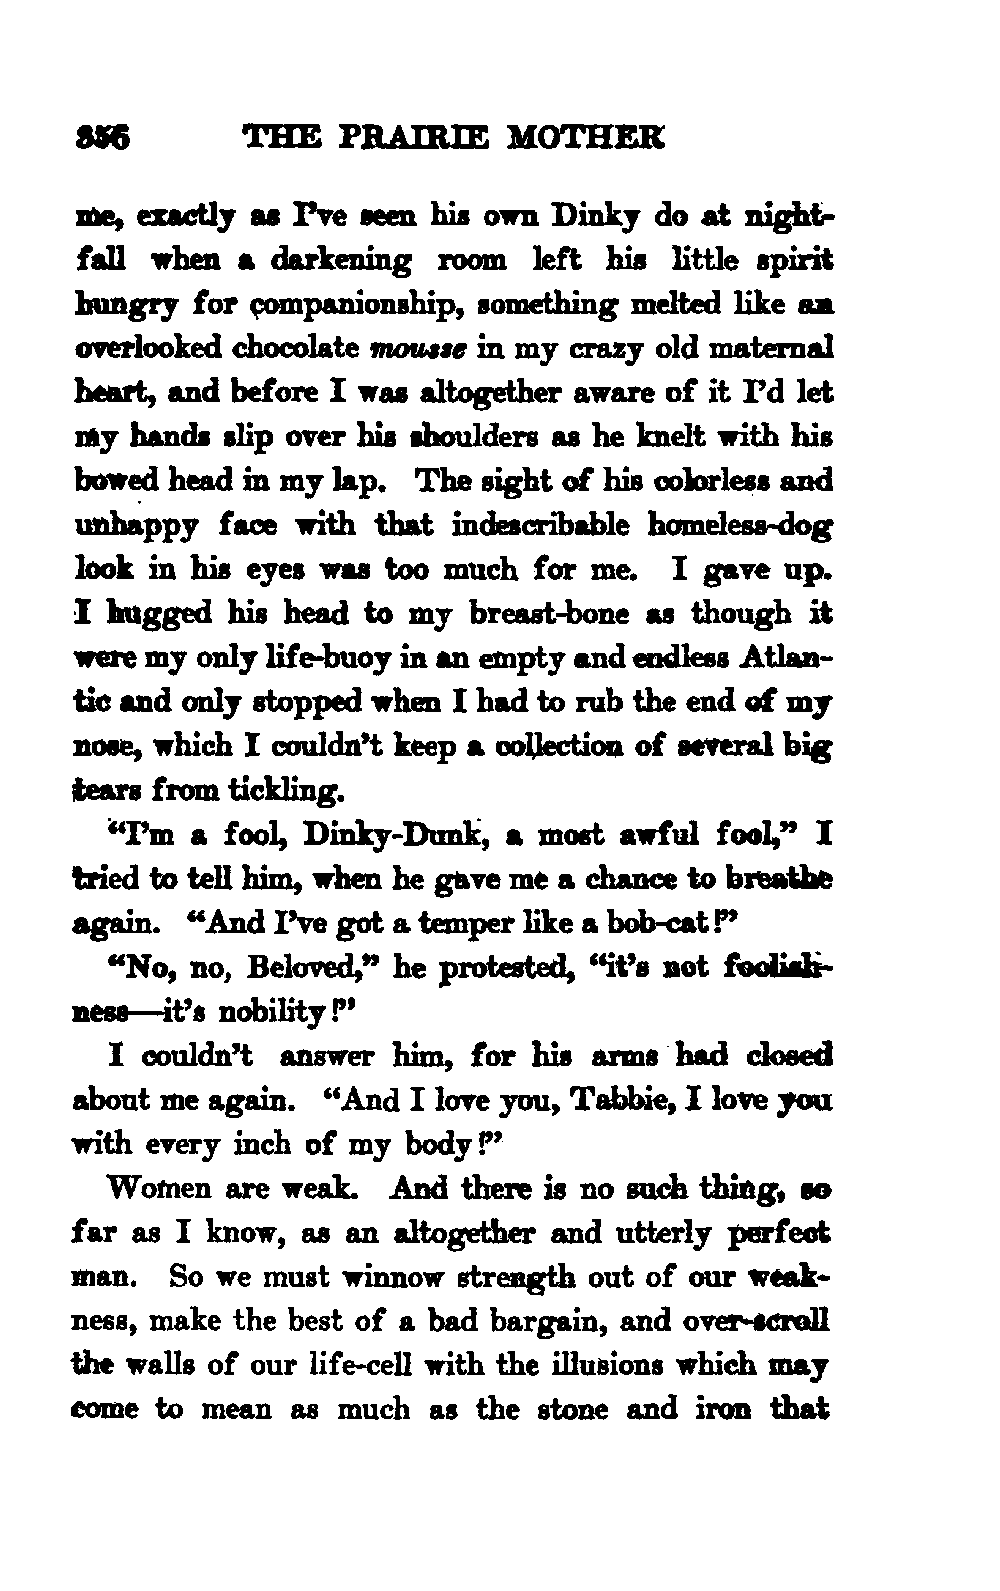 356 THE PRAIRIE MOTHER
me, exactly as I've seen his own Dinky do at night-
fall when a darkening room left his little spirit
hungry for companionship, something melted like an
overlooked chocolate mousse in my crazy old maternal
heart, and before I was altogether aware of it I'd let
my hands slip over his shoulders as he knelt with his
bowed head in my lap. The sight of his colorless and
unhappy face with that indescribable homeless-dog
look in his eyes was too much for me. I gave up.
I hugged his head to my breast-bone as though it
were my only life-buoy in an empty and endless Atlan-
tic and only stopped when I had to rub the end of my
nose, which I couldn't keep a collection of several big
tears from tickling.
"I'm a fool, Dinky-Dunk, a most awful fool," I
tried to tell him, when he gave me a chance to breathe
again. "And I've got a temper like a bob-cat!"
"No, no, Beloved," he protested, "it's not foolish-
ness—it's nobility!"
I couldn't answer him, for his arms had closed
about me again. "And I love you, Tabbie, I love you
with every inch of my body!"
Women are weak. And there is no such thing, so
far as I know, as an altogether and utterly perfect
man. So we must winnow strength out of our weak-
ness, make the best of a bad bargain, and over-scroll
the walls of our life-cell with the illusions which may
come to mean as much as the stone and iron that